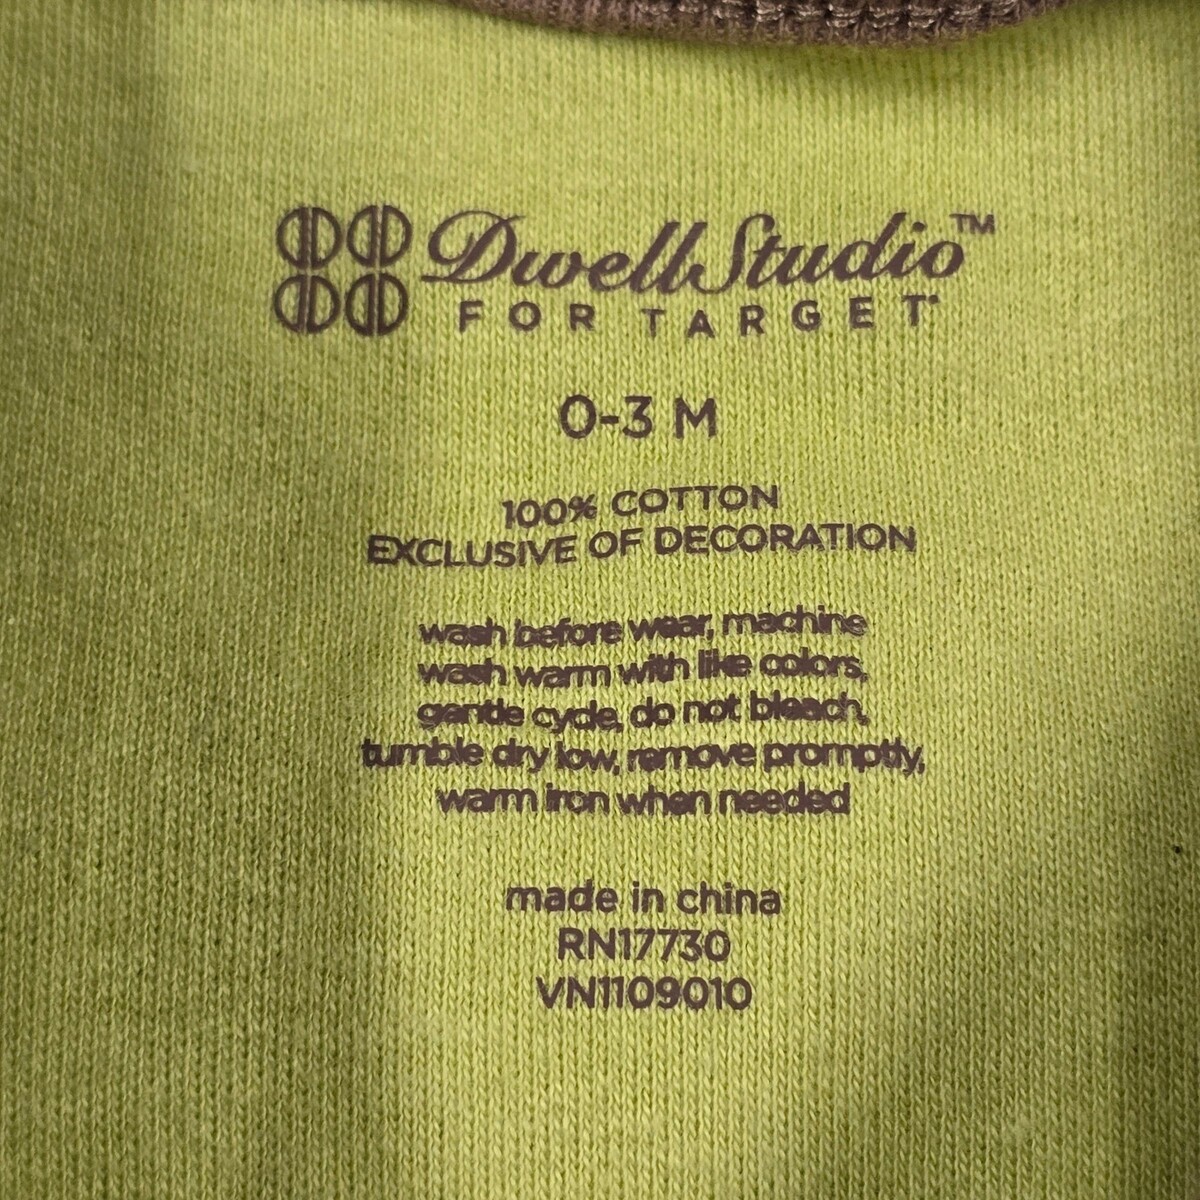 DwellStudio™
FOR TARGET®
0-3 M
100% COTTON
EXCLUSIVE OF DECORATION
wash before wear, machine
wash warm with like colors,
gentle cycle, do not bleach,
tumble dry low, remove promptly,
warm iron when needed
made in china
RN17730
VN1109010